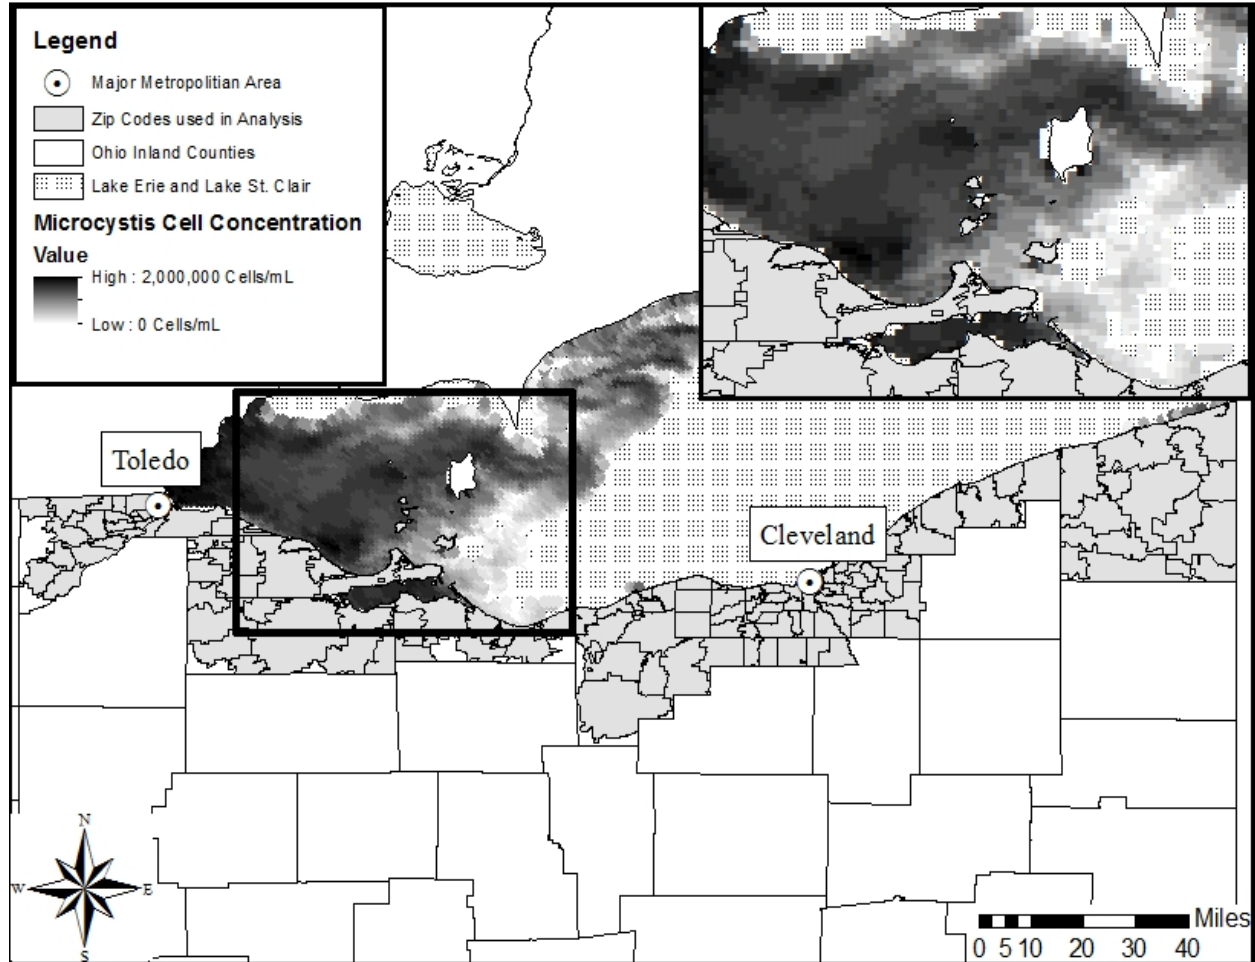 Legend
Major Metropolitian Area
Zip Codes used in Analysis
Ohio Inland Counties
Lake Erie and Lake St. Clair
Microcystis Cell Concentration
Value
High : 2,000,000 Cells/mL
Low : 0 Cells/mL
Toledo
Cleveland
N
W E
S
Miles
0 5 10 20 30 40